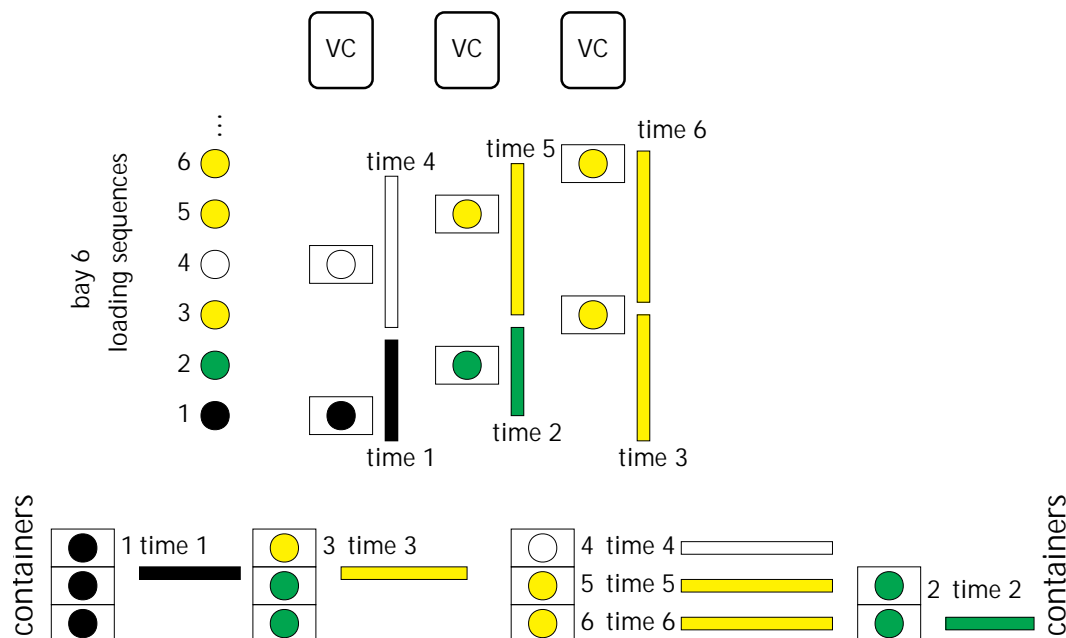 VC VC VC
⋮
6 time 4 time 5 time 6
5
4
3
2
1
bay 6
loading sequences
time 1 time 2 time 3
containers
1 time 1 3 time 3 4 time 4
5 time 5
6 time 6
2 time 2
containers